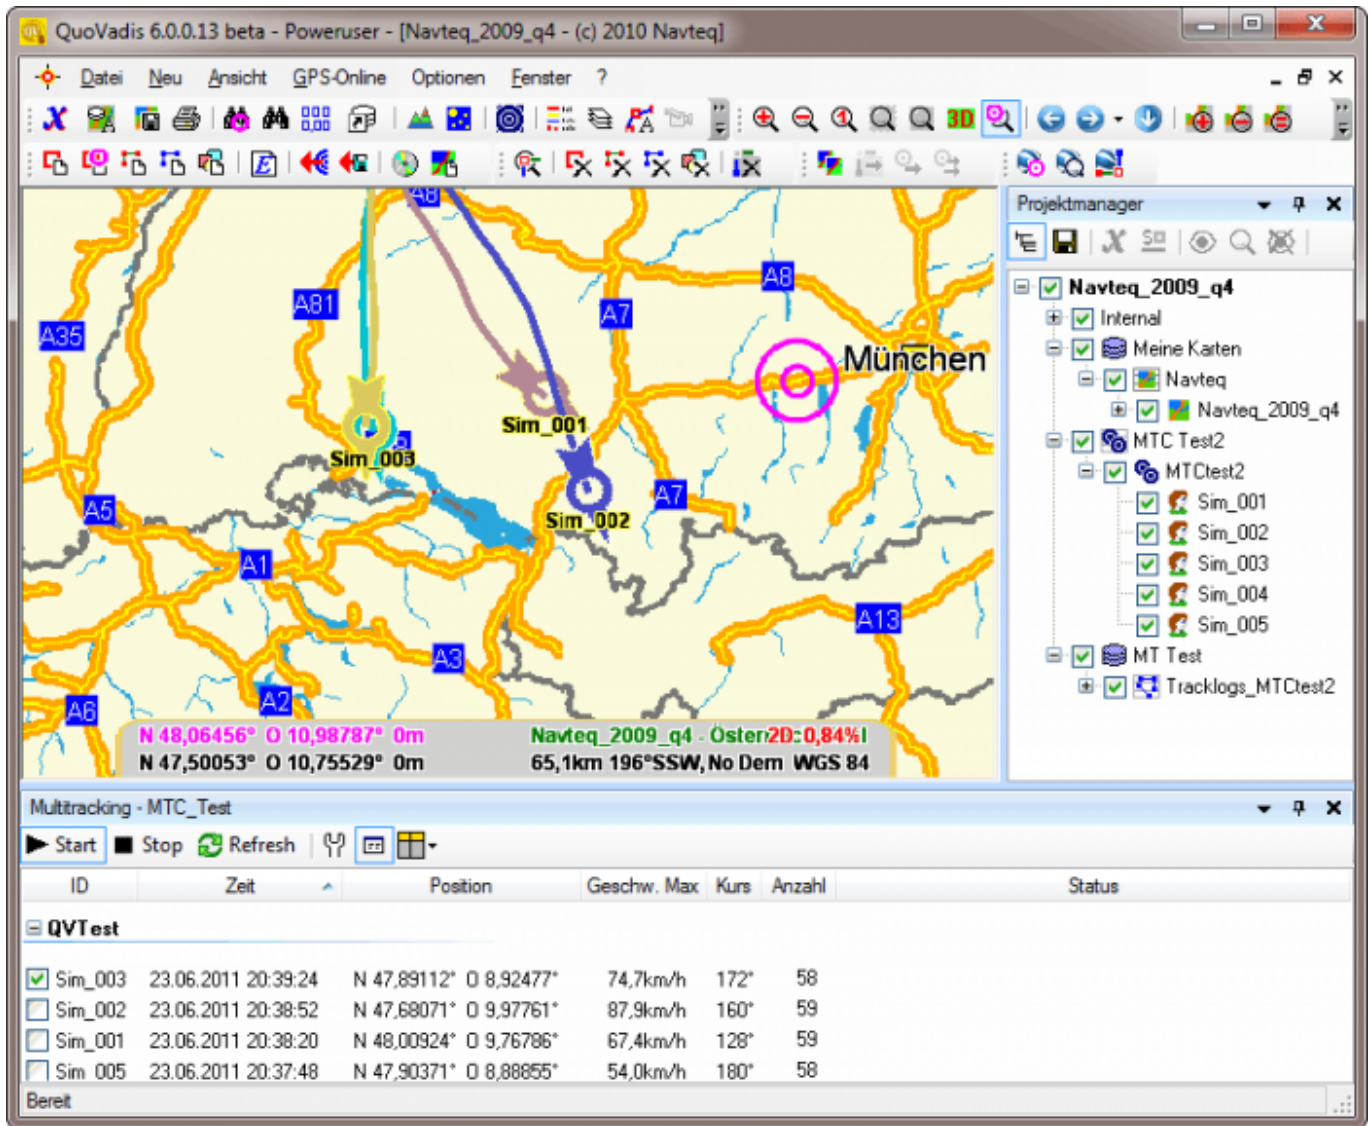 QuoVadis 6.0.0.13 beta - Poweruser - [Navteq_2009_q4 - (c) 2010 Navteq]
Datei Neu Ansicht GPS-Online Optionen Fenster ?
3D
Projektmanager
Navteq_2009_q4
Internal
Meine Karten
Navteq
Navteq_2009_q4
MTC Test2
MTCtest2
Sim_001
Sim_002
Sim_003
Sim_004
Sim_005
MT Test
Tracklogs_MTCtest2
A8
A8
A81
A7
A35
München
Sim_001
Sim_003
A7
A5
Sim_002
A1
A13
A3
A2
A6
N 48,06456° O 10,98787° 0m Navteq_2009_q4 - Österr2D: 0,84%
N 47,50053° O 10,75529° 0m 65,1km 196°SSW, No Dem WGS 84
Multitracking - MTC_Test
Start Stop Refresh
ID Zeit Position Geschw. Max Kurs Anzahl Status
QVTest
Sim_003 23.06.2011 20:39:24 N 47,89112° O 8,92477° 74,7km/h 172° 58
Sim_002 23.06.2011 20:38:52 N 47,68071° O 9,97761° 87,9km/h 160° 59
Sim_001 23.06.2011 20:38:20 N 48,00924° O 9,76786° 67,4km/h 128° 59
Sim_005 23.06.2011 20:37:48 N 47,90371° O 8,88855° 54,0km/h 180° 58
Bereit